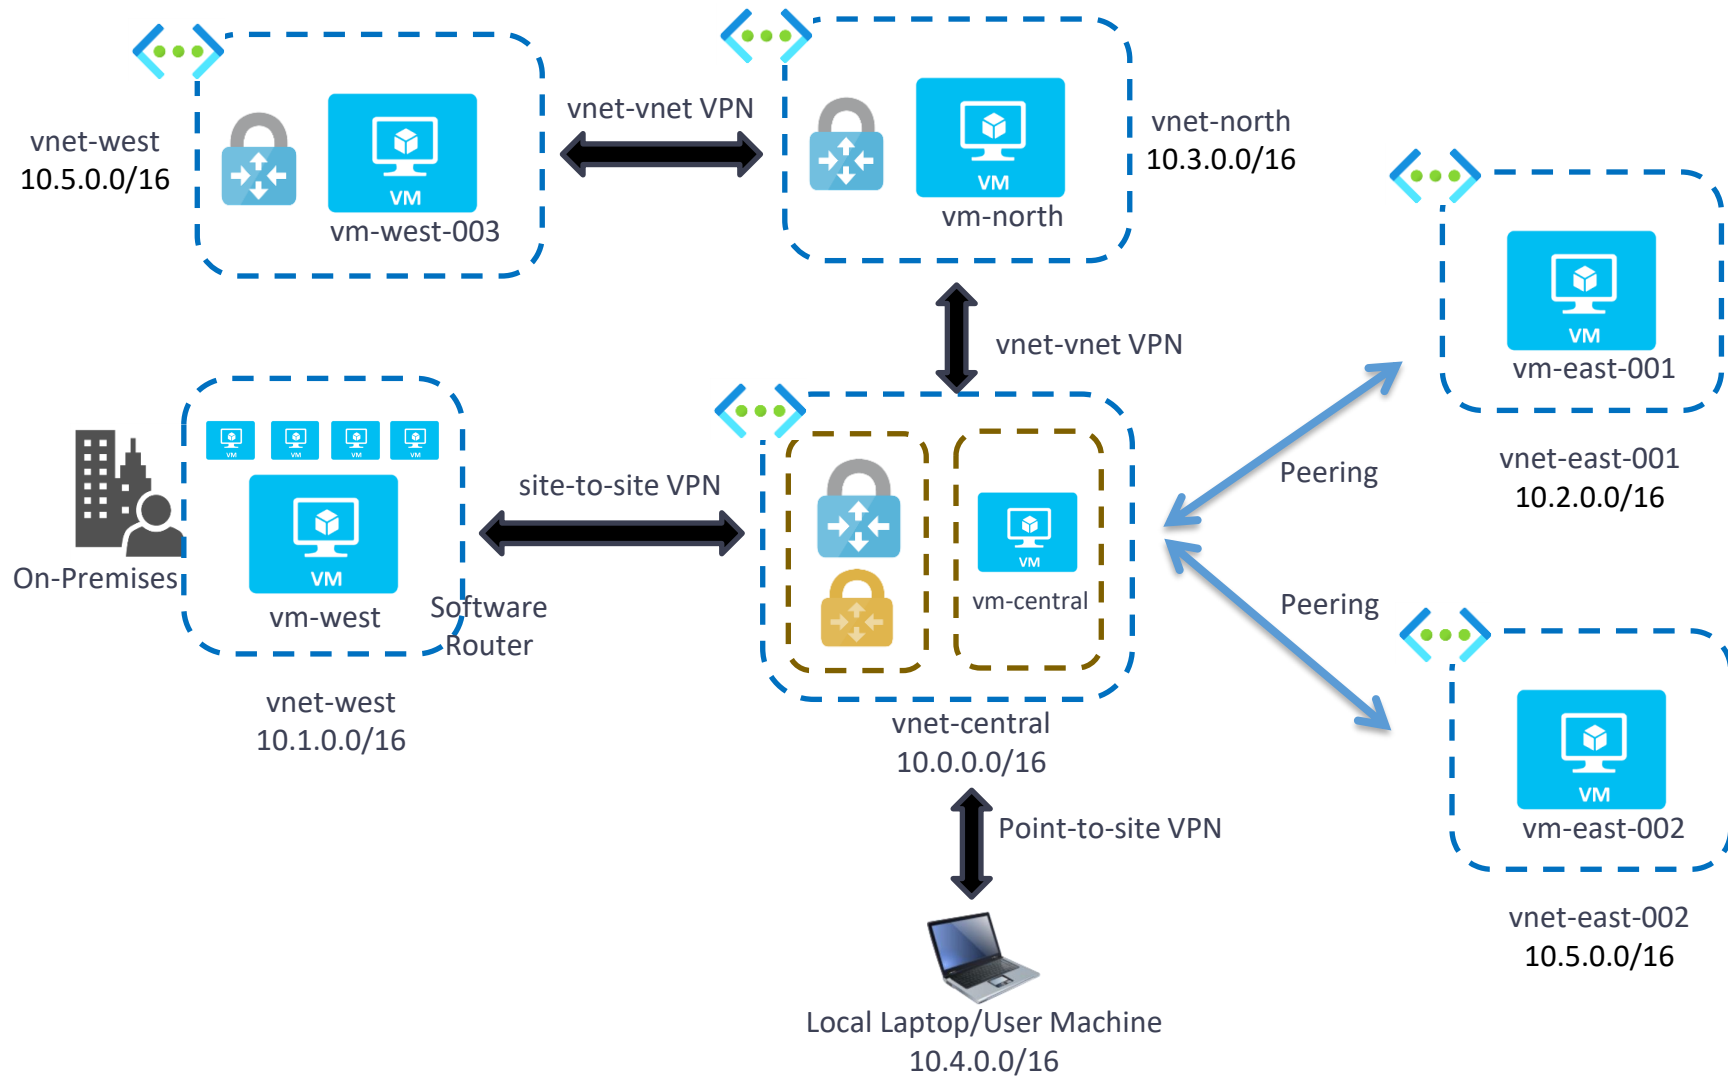 vnet-west
10.5.0.0/16
VM
vm-west-003
vnet-vnet VPN
VM
vm-north
vnet-north
10.3.0.0/16
vnet-vnet VPN
VM
vm-east-001
vnet-east-001
10.2.0.0/16
Peering
Peering
On-Premises
VM
VM
VM
VM
VM
vm-west
Software
Router
vnet-west
10.1.0.0/16
site-to-site VPN
VM
vm-central
vnet-central
10.0.0.0/16
VM
vm-east-002
vnet-east-002
10.5.0.0/16
Point-to-site VPN
Local Laptop/User Machine
10.4.0.0/16